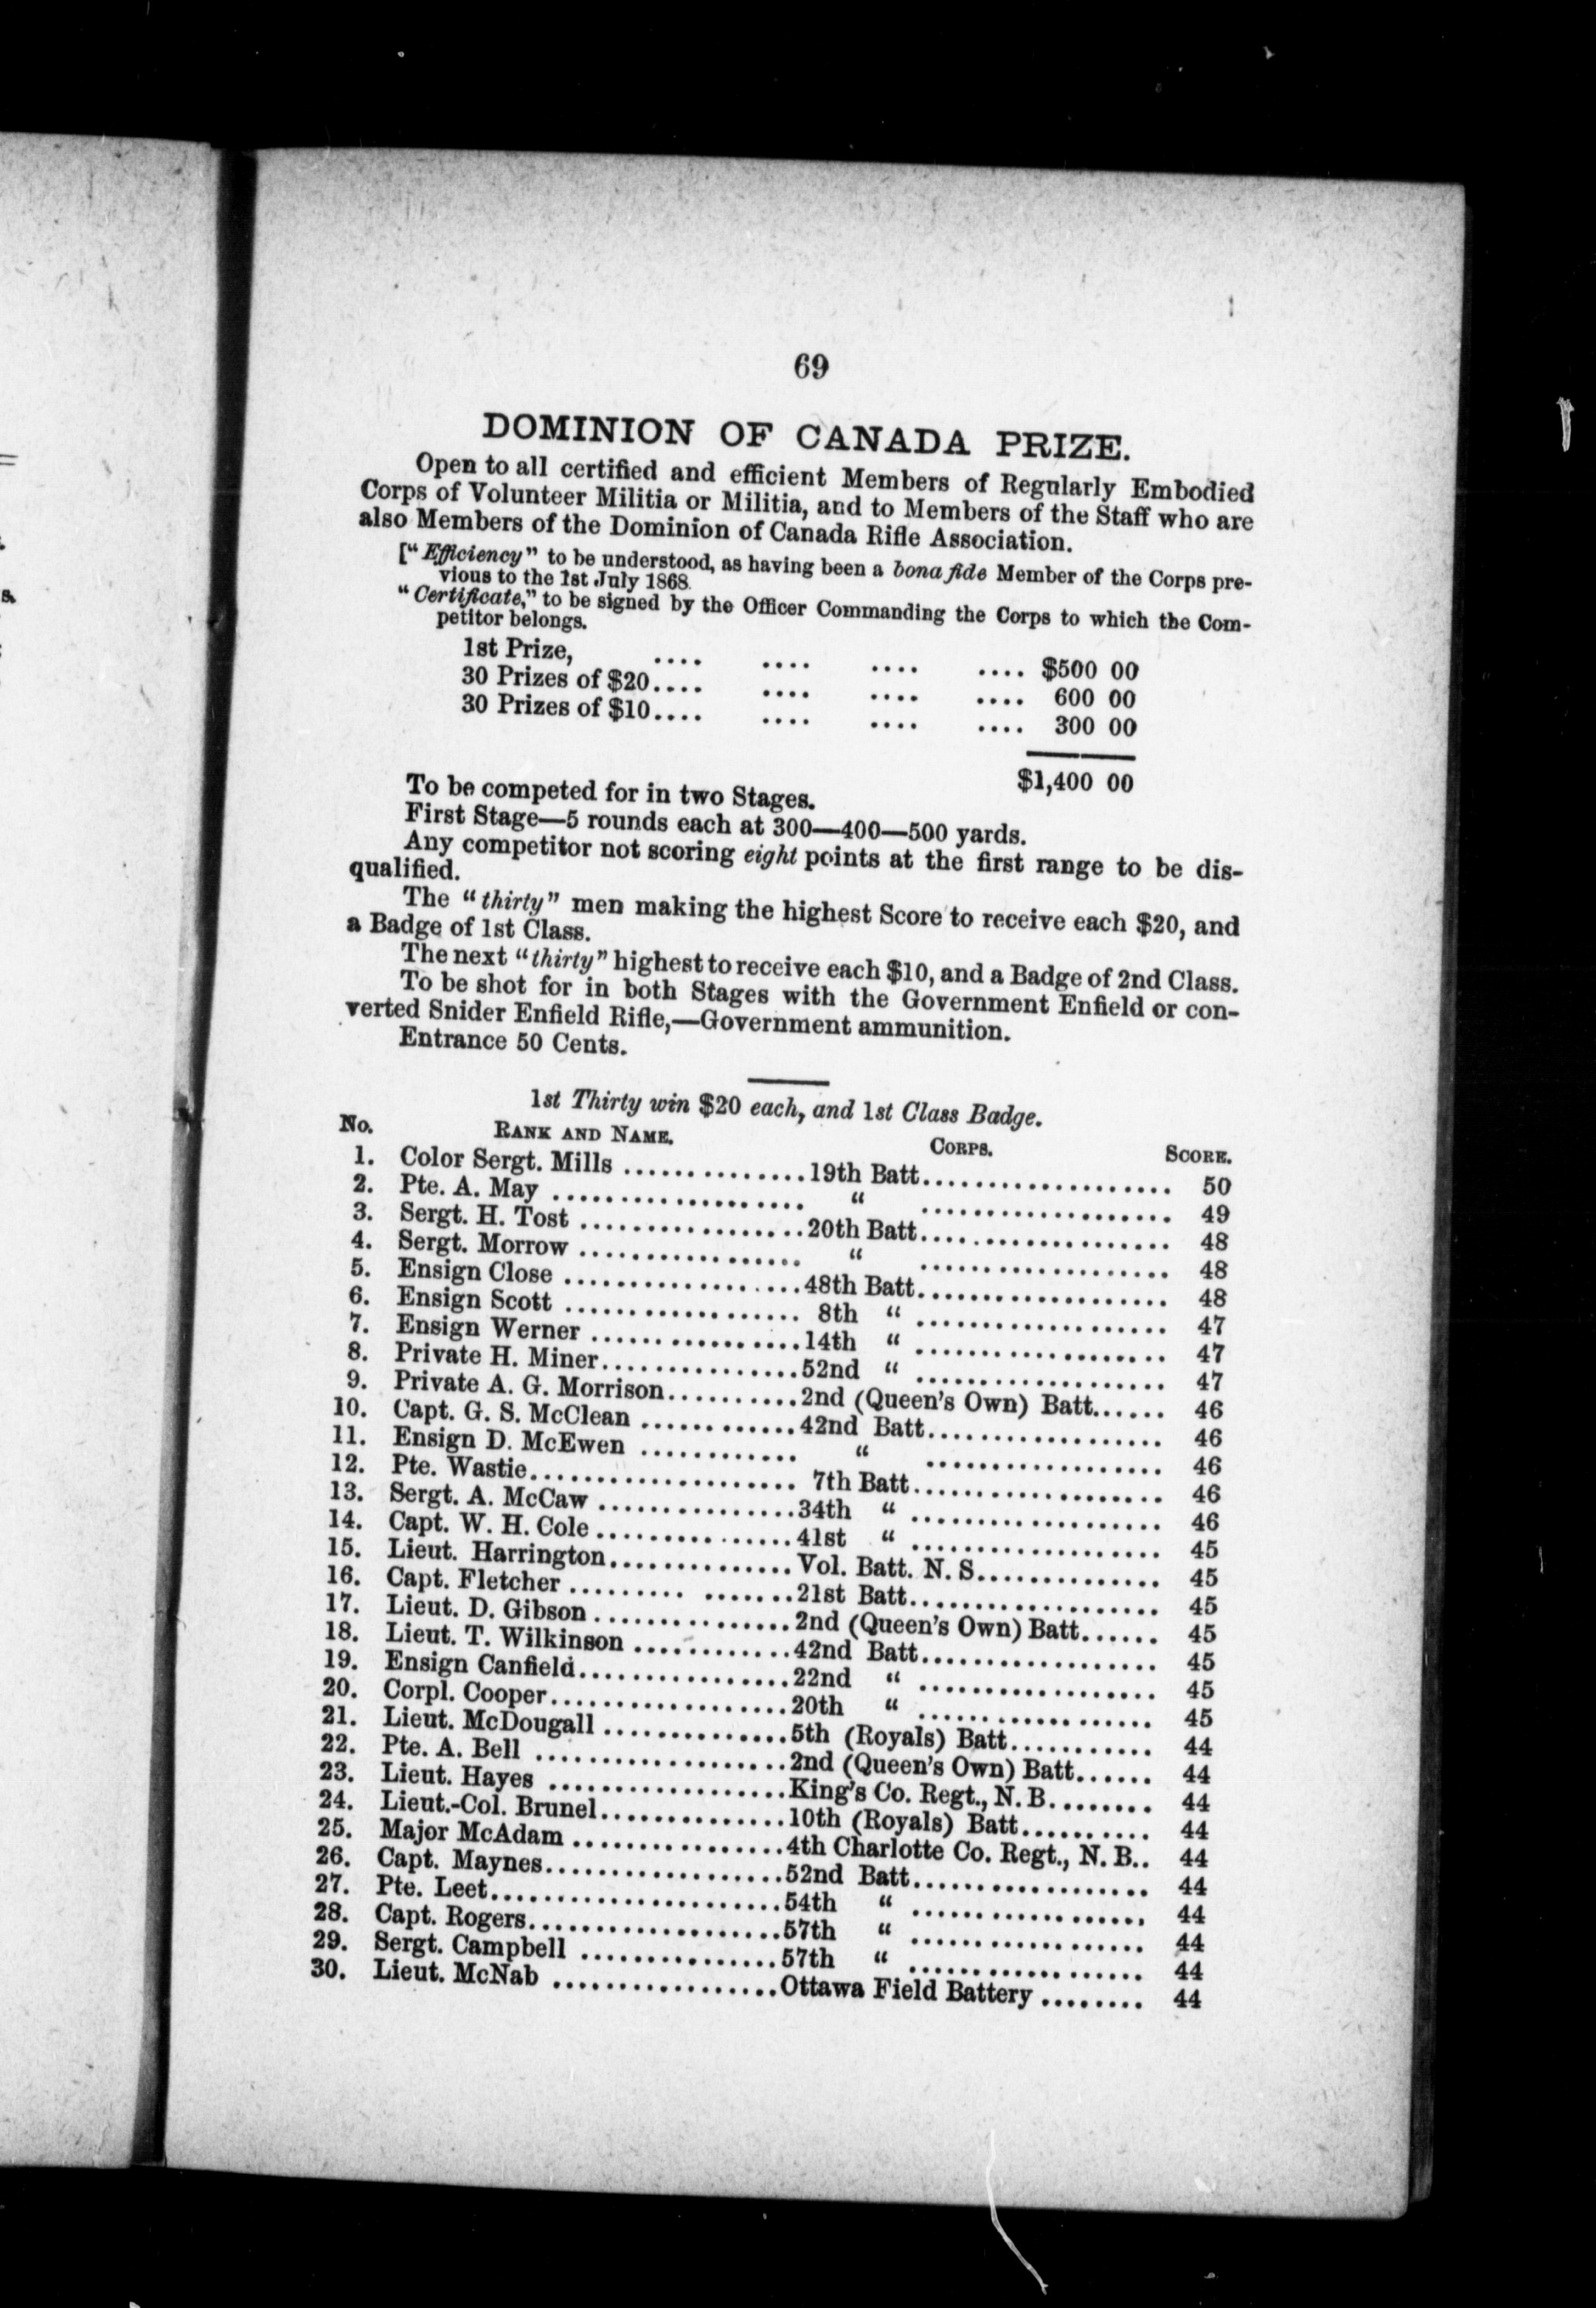 69
DOMINION OF CANADA PRIZE.
Open to all certified and efficient Members of Regularly Embodied
Corps of Volunteer Militia or Militia, and to Members of the Staff who are
also Members of the Dominion of Canada Rifle Association.
["Efficiency" to be understood, as having been a bona fide Member of the Corps pre-
vious to the 1st July 1868.
"Certificate," to be signed by the Officer Commanding the Corps to which the Com-
petitor belongs.
1st Prize, .... .... .... .... $500 00
30 Prizes of $20.... .... .... .... 600 00
30 Prizes of $10.... .... .... .... 300 00
$1,400 00
To be competed for in two Stages.
First Stage—5 rounds each at 300—400—500 yards.
Any competitor not scoring eight points at the first range to be dis-
qualified.
The "thirty" men making the highest Score to receive each $20, and
a Badge of 1st Class.
The next "thirty" highest to receive each $10, and a Badge of 2nd Class.
To be shot for in both Stages with the Government Enfield or con-
verted Snider Enfield Rifle,—Government ammunition.
Entrance 50 Cents.
1st Thirty win $20 each, and 1st Class Badge.
No. RANK AND NAME. CORPS. SCORE.
1. Color Sergt. Mills ..............19th Batt................... 50
2. Pte. A. May ................... " ................... 49
3. Sergt. H. Tost .................20th Batt................... 48
4. Sergt. Morrow ................. " ................... 48
5. Ensign Close ..................48th Batt................... 48
6. Ensign Scott .................. 8th " ................... 47
7. Ensign Werner ................14th " ................... 47
8. Private H. Miner...............52nd " ................... 47
9. Private A. G. Morrison..........2nd (Queen's Own) Batt...... 46
10. Capt. G. S. McClean ............42nd Batt.................. 46
11. Ensign D. McEwen ............ " .................. 46
12. Pte. Wastie..................... 7th Batt................... 46
13. Sergt. A. McCaw ...............34th " ................... 46
14. Capt. W. H. Cole ...............41st " ................... 45
15. Lieut. Harrington..............Vol. Batt. N. S.............. 45
16. Capt. Fletcher ......... .......21st Batt................... 45
17. Lieut. D. Gibson ...............2nd (Queen's Own) Batt...... 45
18. Lieut. T. Wilkinson ............42nd Batt.................. 45
19. Ensign Canfield................22nd " .................. 45
20. Corpl. Cooper..................20th " .................. 45
21. Lieut. McDougall ..............5th (Royals) Batt........... 44
22. Pte. A. Bell ...................2nd (Queen's Own) Batt...... 44
23. Lieut. Hayes ..................King's Co. Regt., N. B........ 44
24. Lieut.-Col. Brunel..............10th (Royals) Batt.......... 44
25. Major McAdam ................4th Charlotte Co. Regt., N. B.. 44
26. Capt. Maynes..................52nd Batt.................. 44
27. Pte. Leet......................54th " .................. 44
28. Capt. Rogers...................57th " .................. 44
29. Sergt. Campbell ...............57th " .................. 44
30. Lieut. McNab .................Ottawa Field Battery ........ 44